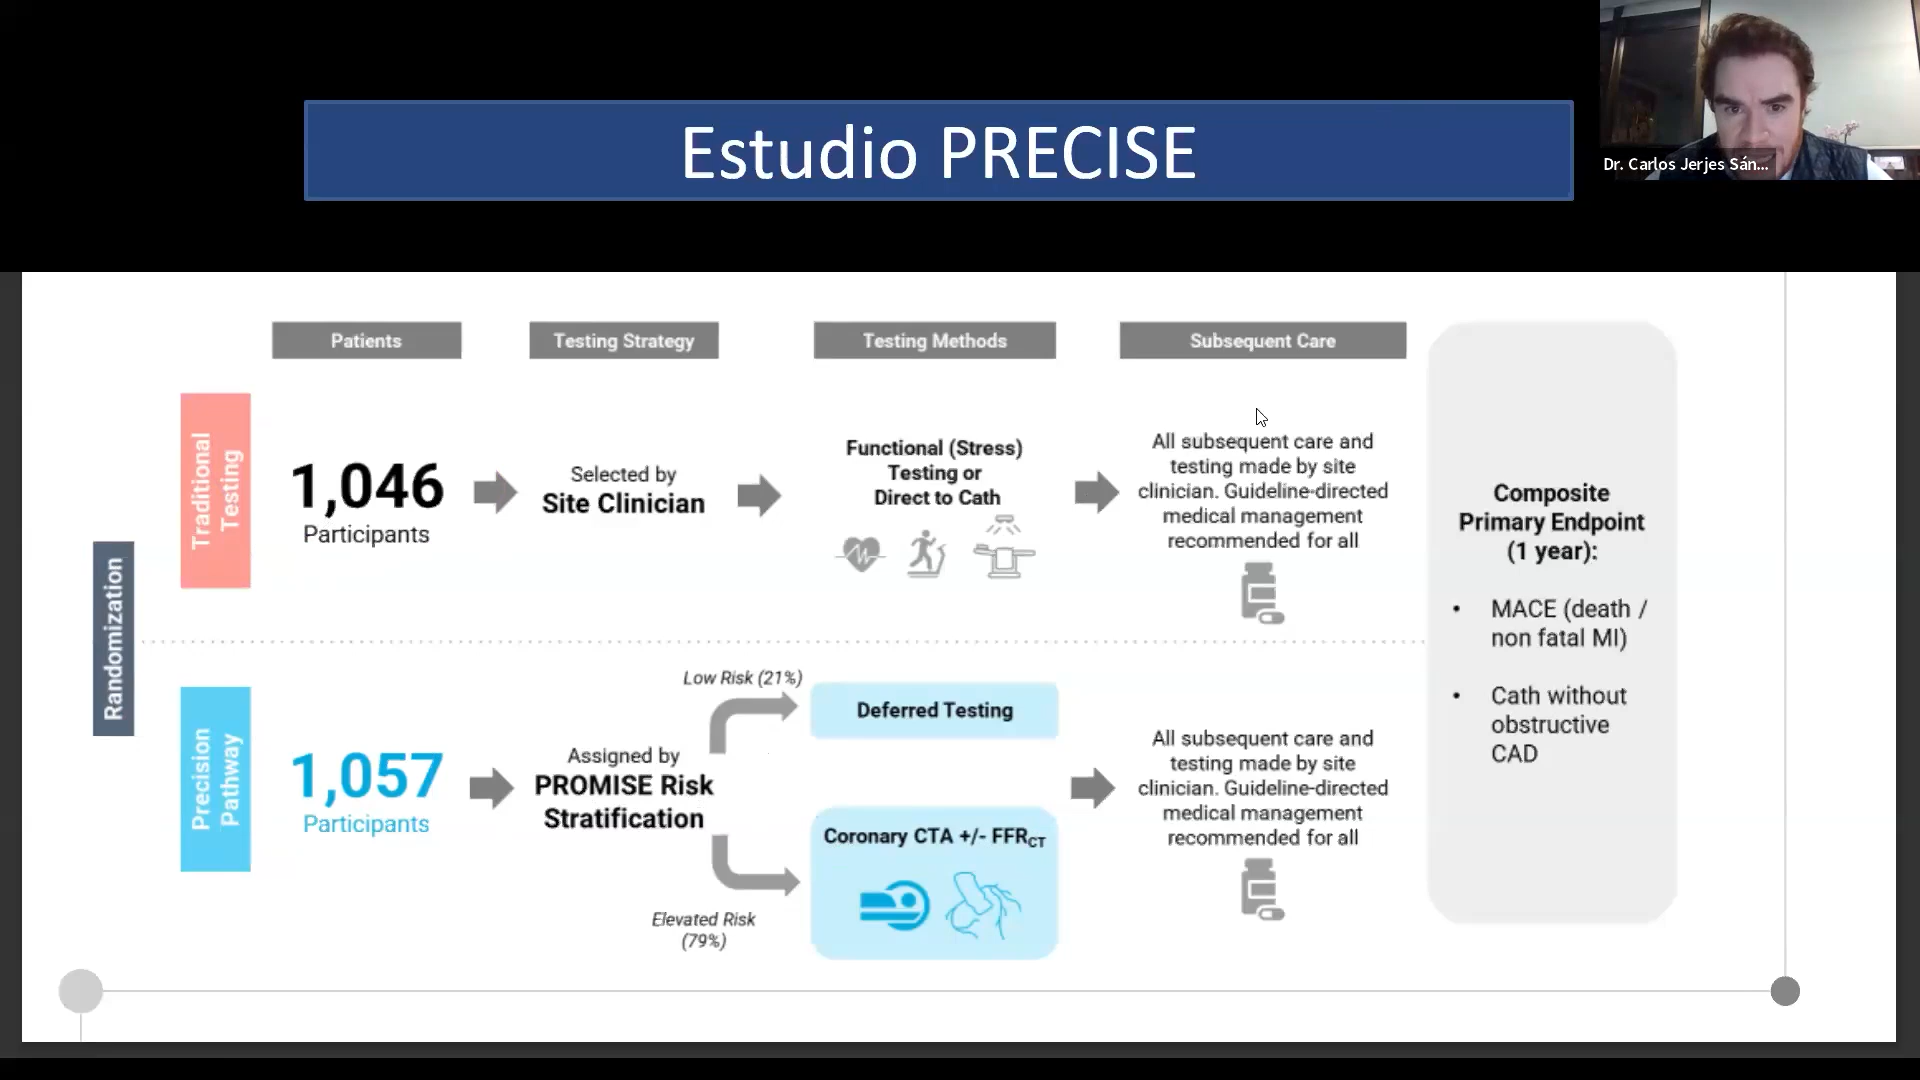 Estudio PRECISE
Dr. Carlos Jerjes Sán...
Patients
Testing Strategy
Testing Methods
Subsequent Care
Randomization
Traditional
Testing
1,046
Participants
Selected by
Site Clinician
Functional (Stress)
Testing or
Direct to Cath
All subsequent care and
testing made by site
clinician. Guideline-directed
medical management
recommended for all
Precision
Pathway
1,057
Participants
Assigned by
PROMISE Risk
Stratification
Low Risk (21%)
Deferred Testing
Elevated Risk
(79%)
Coronary CTA +/- FFRCT
All subsequent care and
testing made by site
clinician. Guideline-directed
medical management
recommended for all
Composite
Primary Endpoint
(1 year):
• MACE (death /
non fatal MI)
• Cath without
obstructive
CAD